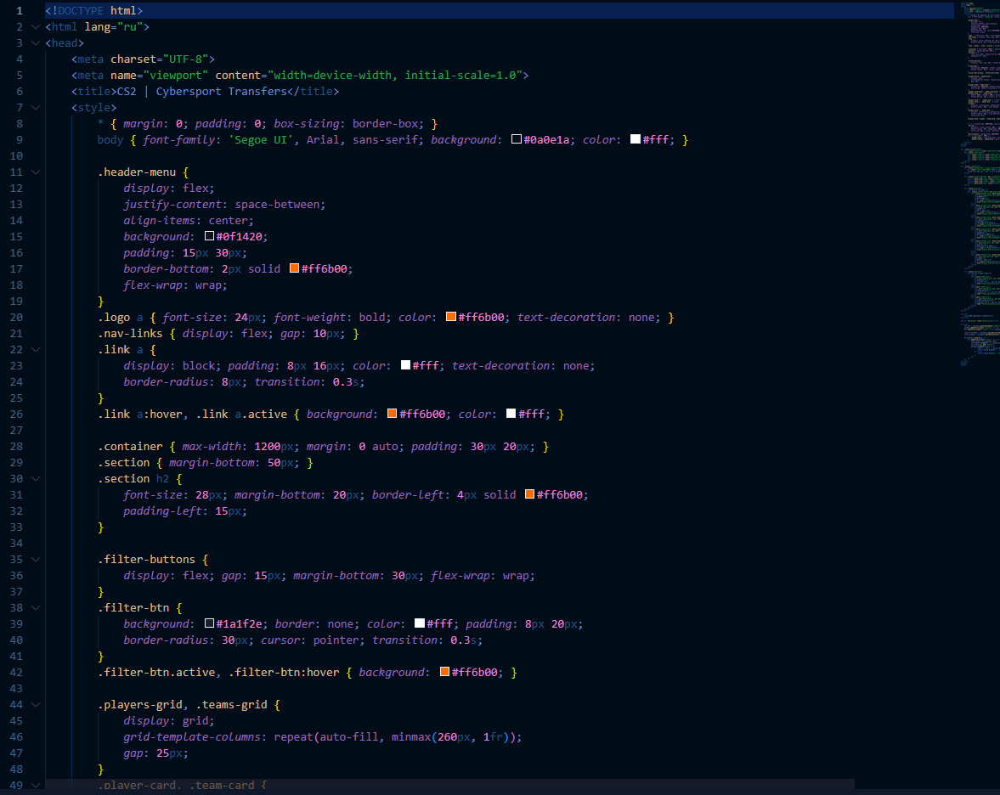 1 <!DOCTYPE html>
2 <html lang="ru">
3 <head>
4     <meta charset="UTF-8">
5     <meta name="viewport" content="width=device-width, initial-scale=1.0">
6     <title>CS2 | Cybersport Transfers</title>
7     <style>
8         * { margin: 0; padding: 0; box-sizing: border-box; }
9         body { font-family: 'Segoe UI', Arial, sans-serif; background: #0a0e1a; color: #fff; }
10
11         .header-menu {
12             display: flex;
13             justify-content: space-between;
14             align-items: center;
15             background: #0f1420;
16             padding: 15px 30px;
17             border-bottom: 2px solid #ff6b00;
18             flex-wrap: wrap;
19         }
20         .logo a { font-size: 24px; font-weight: bold; color: #ff6b00; text-decoration: none; }
21         .nav-links { display: flex; gap: 10px; }
22         .link a {
23             display: block; padding: 8px 16px; color: #fff; text-decoration: none;
24             border-radius: 8px; transition: 0.3s;
25         }
26         .link a:hover, .link a.active { background: #ff6b00; color: #fff; }
27
28         .container { max-width: 1200px; margin: 0 auto; padding: 30px 20px; }
29         .section { margin-bottom: 50px; }
30         .section h2 {
31             font-size: 28px; margin-bottom: 20px; border-left: 4px solid #ff6b00;
32             padding-left: 15px;
33         }
34
35         .filter-buttons {
36             display: flex; gap: 15px; margin-bottom: 30px; flex-wrap: wrap;
37         }
38         .filter-btn {
39             background: #1a1f2e; border: none; color: #fff; padding: 8px 20px;
40             border-radius: 30px; cursor: pointer; transition: 0.3s;
41         }
42         .filter-btn.active, .filter-btn:hover { background: #ff6b00; }
43
44         .players-grid, .teams-grid {
45             display: grid;
46             grid-template-columns: repeat(auto-fill, minmax(260px, 1fr));
47             gap: 25px;
48         }
49         .player-card, .team-card {